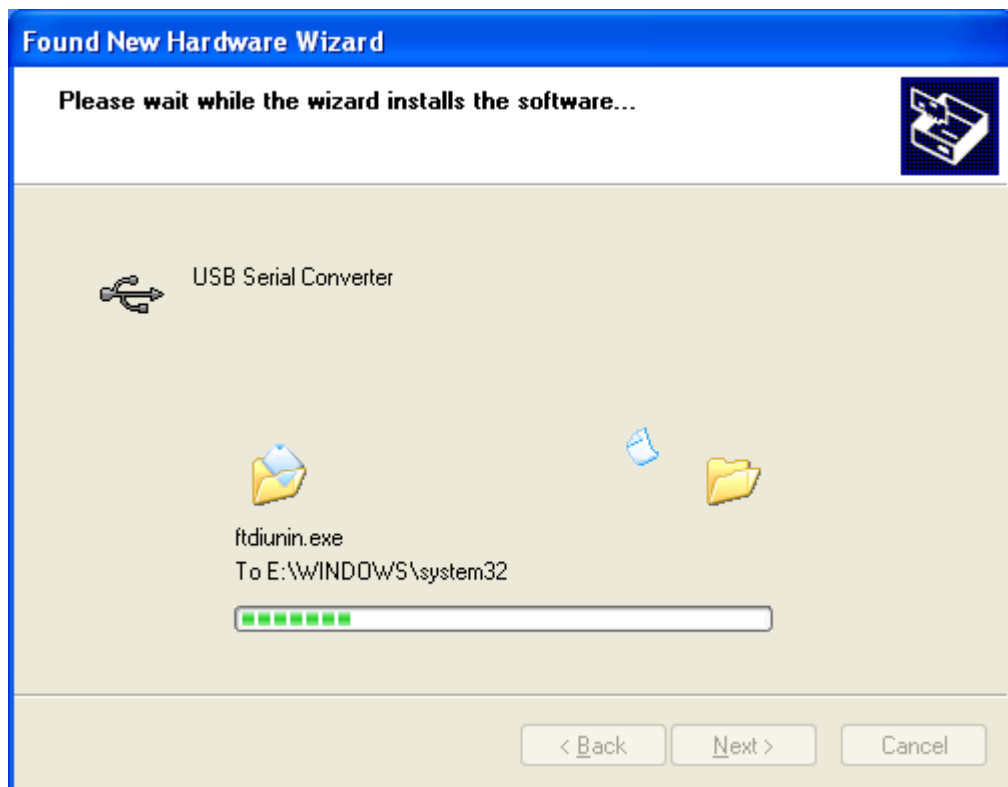 Found New Hardware Wizard
Please wait while the wizard installs the software...
USB Serial Converter
ftdiunin.exe
To E:\WINDOWS\system32
< Back
Next >
Cancel